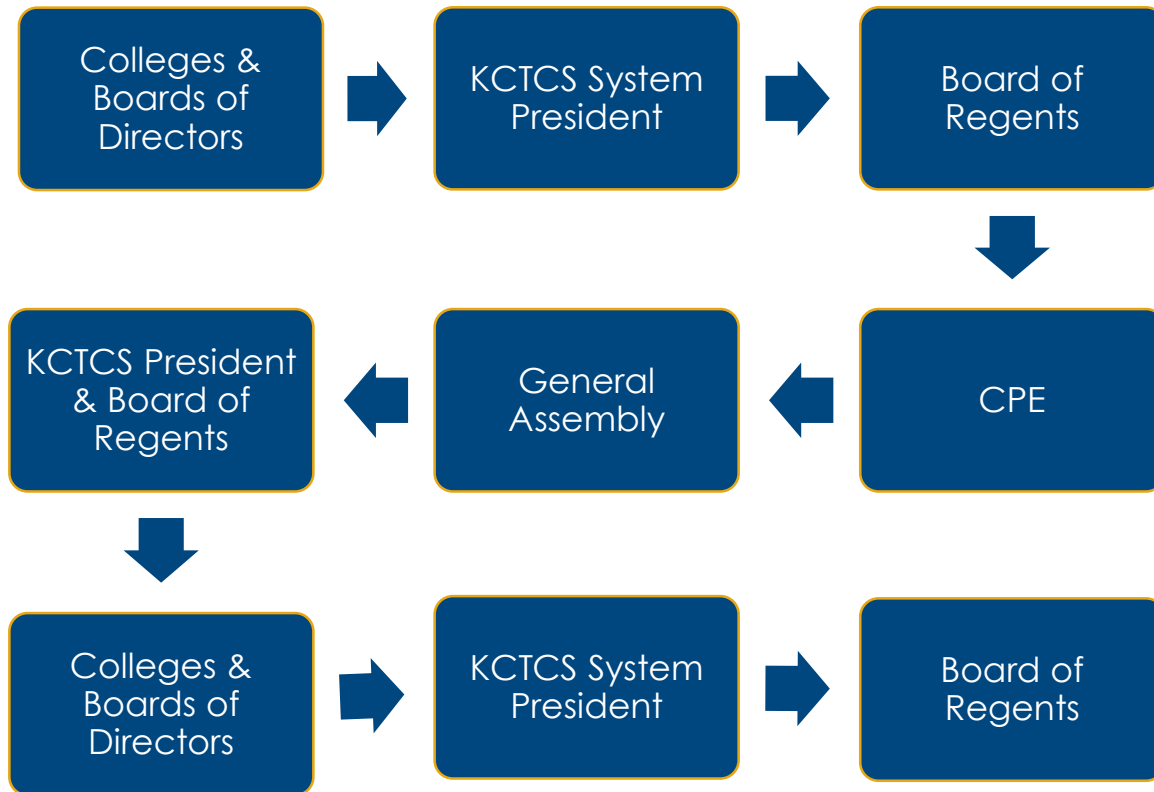 Colleges &
Boards of
Directors
KCTCS System
President
Board of
Regents
KCTCS President
& Board of
Regents
General
Assembly
CPE
Colleges &
Boards of
Directors
KCTCS System
President
Board of
Regents